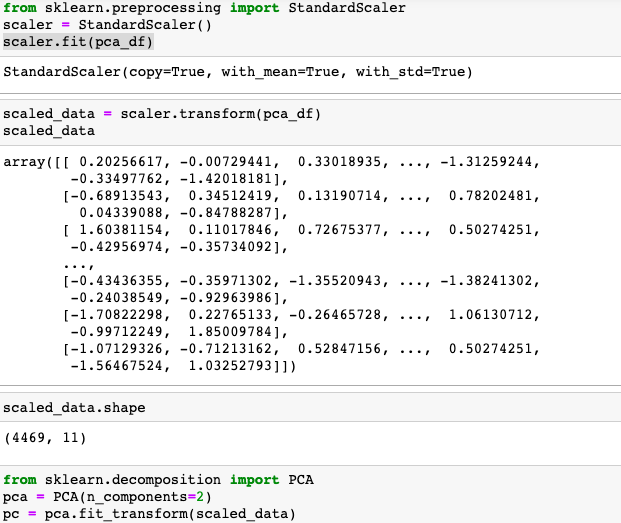 from sklearn.preprocessing import StandardScaler
scaler = StandardScaler()
scaler.fit(pca_df)
StandardScaler(copy=True, with_mean=True, with_std=True)
scaled_data = scaler.transform(pca_df)
scaled_data
array([[ 0.20256617, -0.00729441,  0.33018935, ..., -1.31259244,
        -0.33497762, -1.42018181],
       [-0.68913543,  0.34512419,  0.13190714, ...,  0.78202481,
         0.04339088, -0.84788287],
       [ 1.60381154,  0.11017846,  0.72675377, ...,  0.50274251,
        -0.42956974, -0.35734092],
       ...,
       [-0.43436355, -0.35971302, -1.35520943, ..., -1.38241302,
        -0.24038549, -0.92963986],
       [-1.70822298,  0.22765133, -0.26465728, ...,  1.06130712,
        -0.99712249,  1.85009784],
       [-1.07129326, -0.71213162,  0.52847156, ...,  0.50274251,
        -1.56467524,  1.03252793]])
scaled_data.shape
(4469, 11)
from sklearn.decomposition import PCA
pca = PCA(n_components=2)
pc = pca.fit_transform(scaled_data)